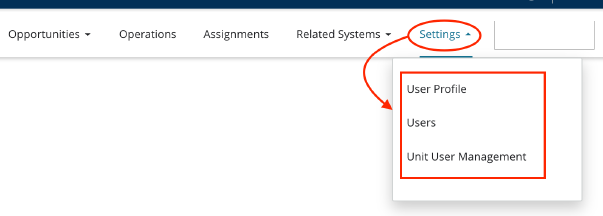 Opportunities Operations Assignments Related Systems Settings
User Profile
Users
Unit User Management